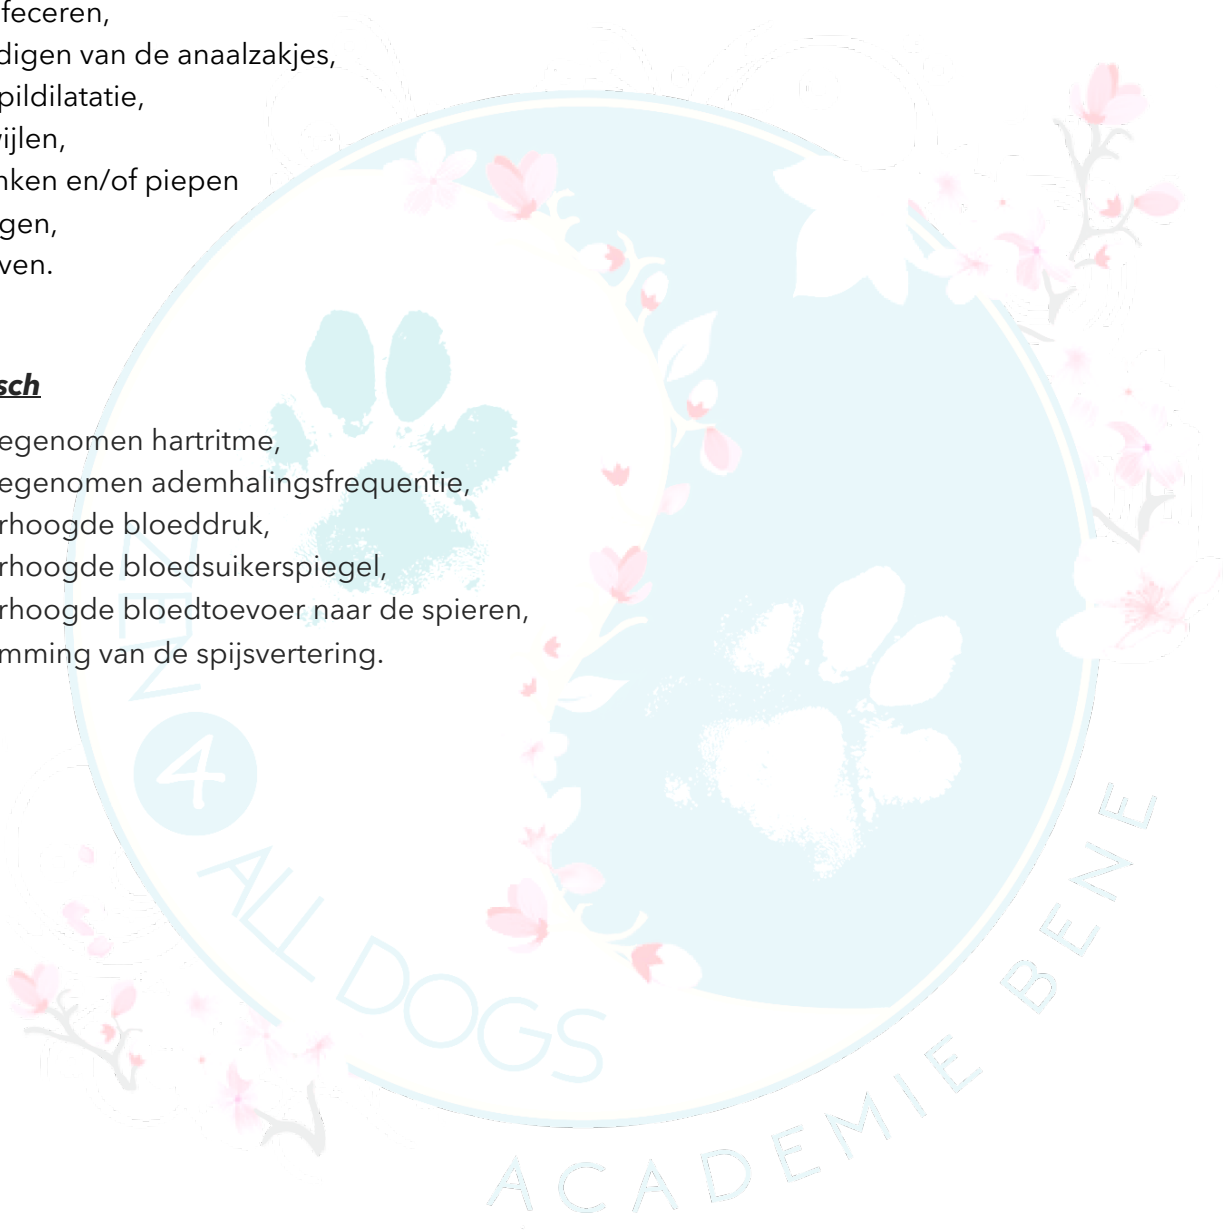 feceren,
digen van de anaalzakjes,
pildilatatie,
ijlen,
nken en/of piepen
gen,
ven.
sch
egenomen hartritme,
egenomen ademhalingsfrequentie,
rhoogde bloeddruk,
rhoogde bloedsuikerspiegel,
rhoogde bloedtoevoer naar de spieren,
mming van de spijsvertering.
ZEN 4 ALL DOGS
ACADEMIE BENE